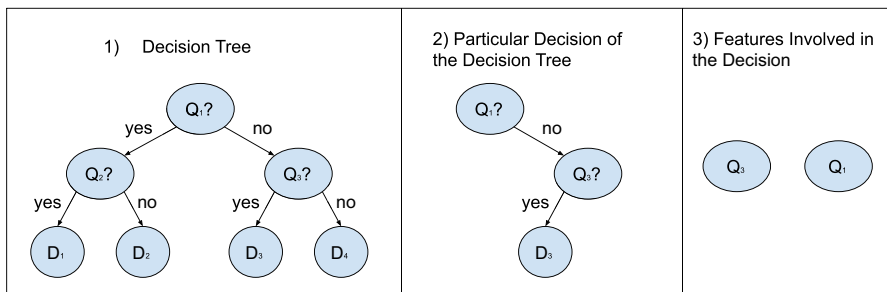 1) Decision Tree
Q₁?
yes
no
Q₂?
Q₃?
yes
no
yes
no
D₁
D₂
D₃
D₄
2) Particular Decision of
the Decision Tree
Q₁?
no
Q₃?
yes
D₃
3) Features Involved in
the Decision
Q₃
Q₁